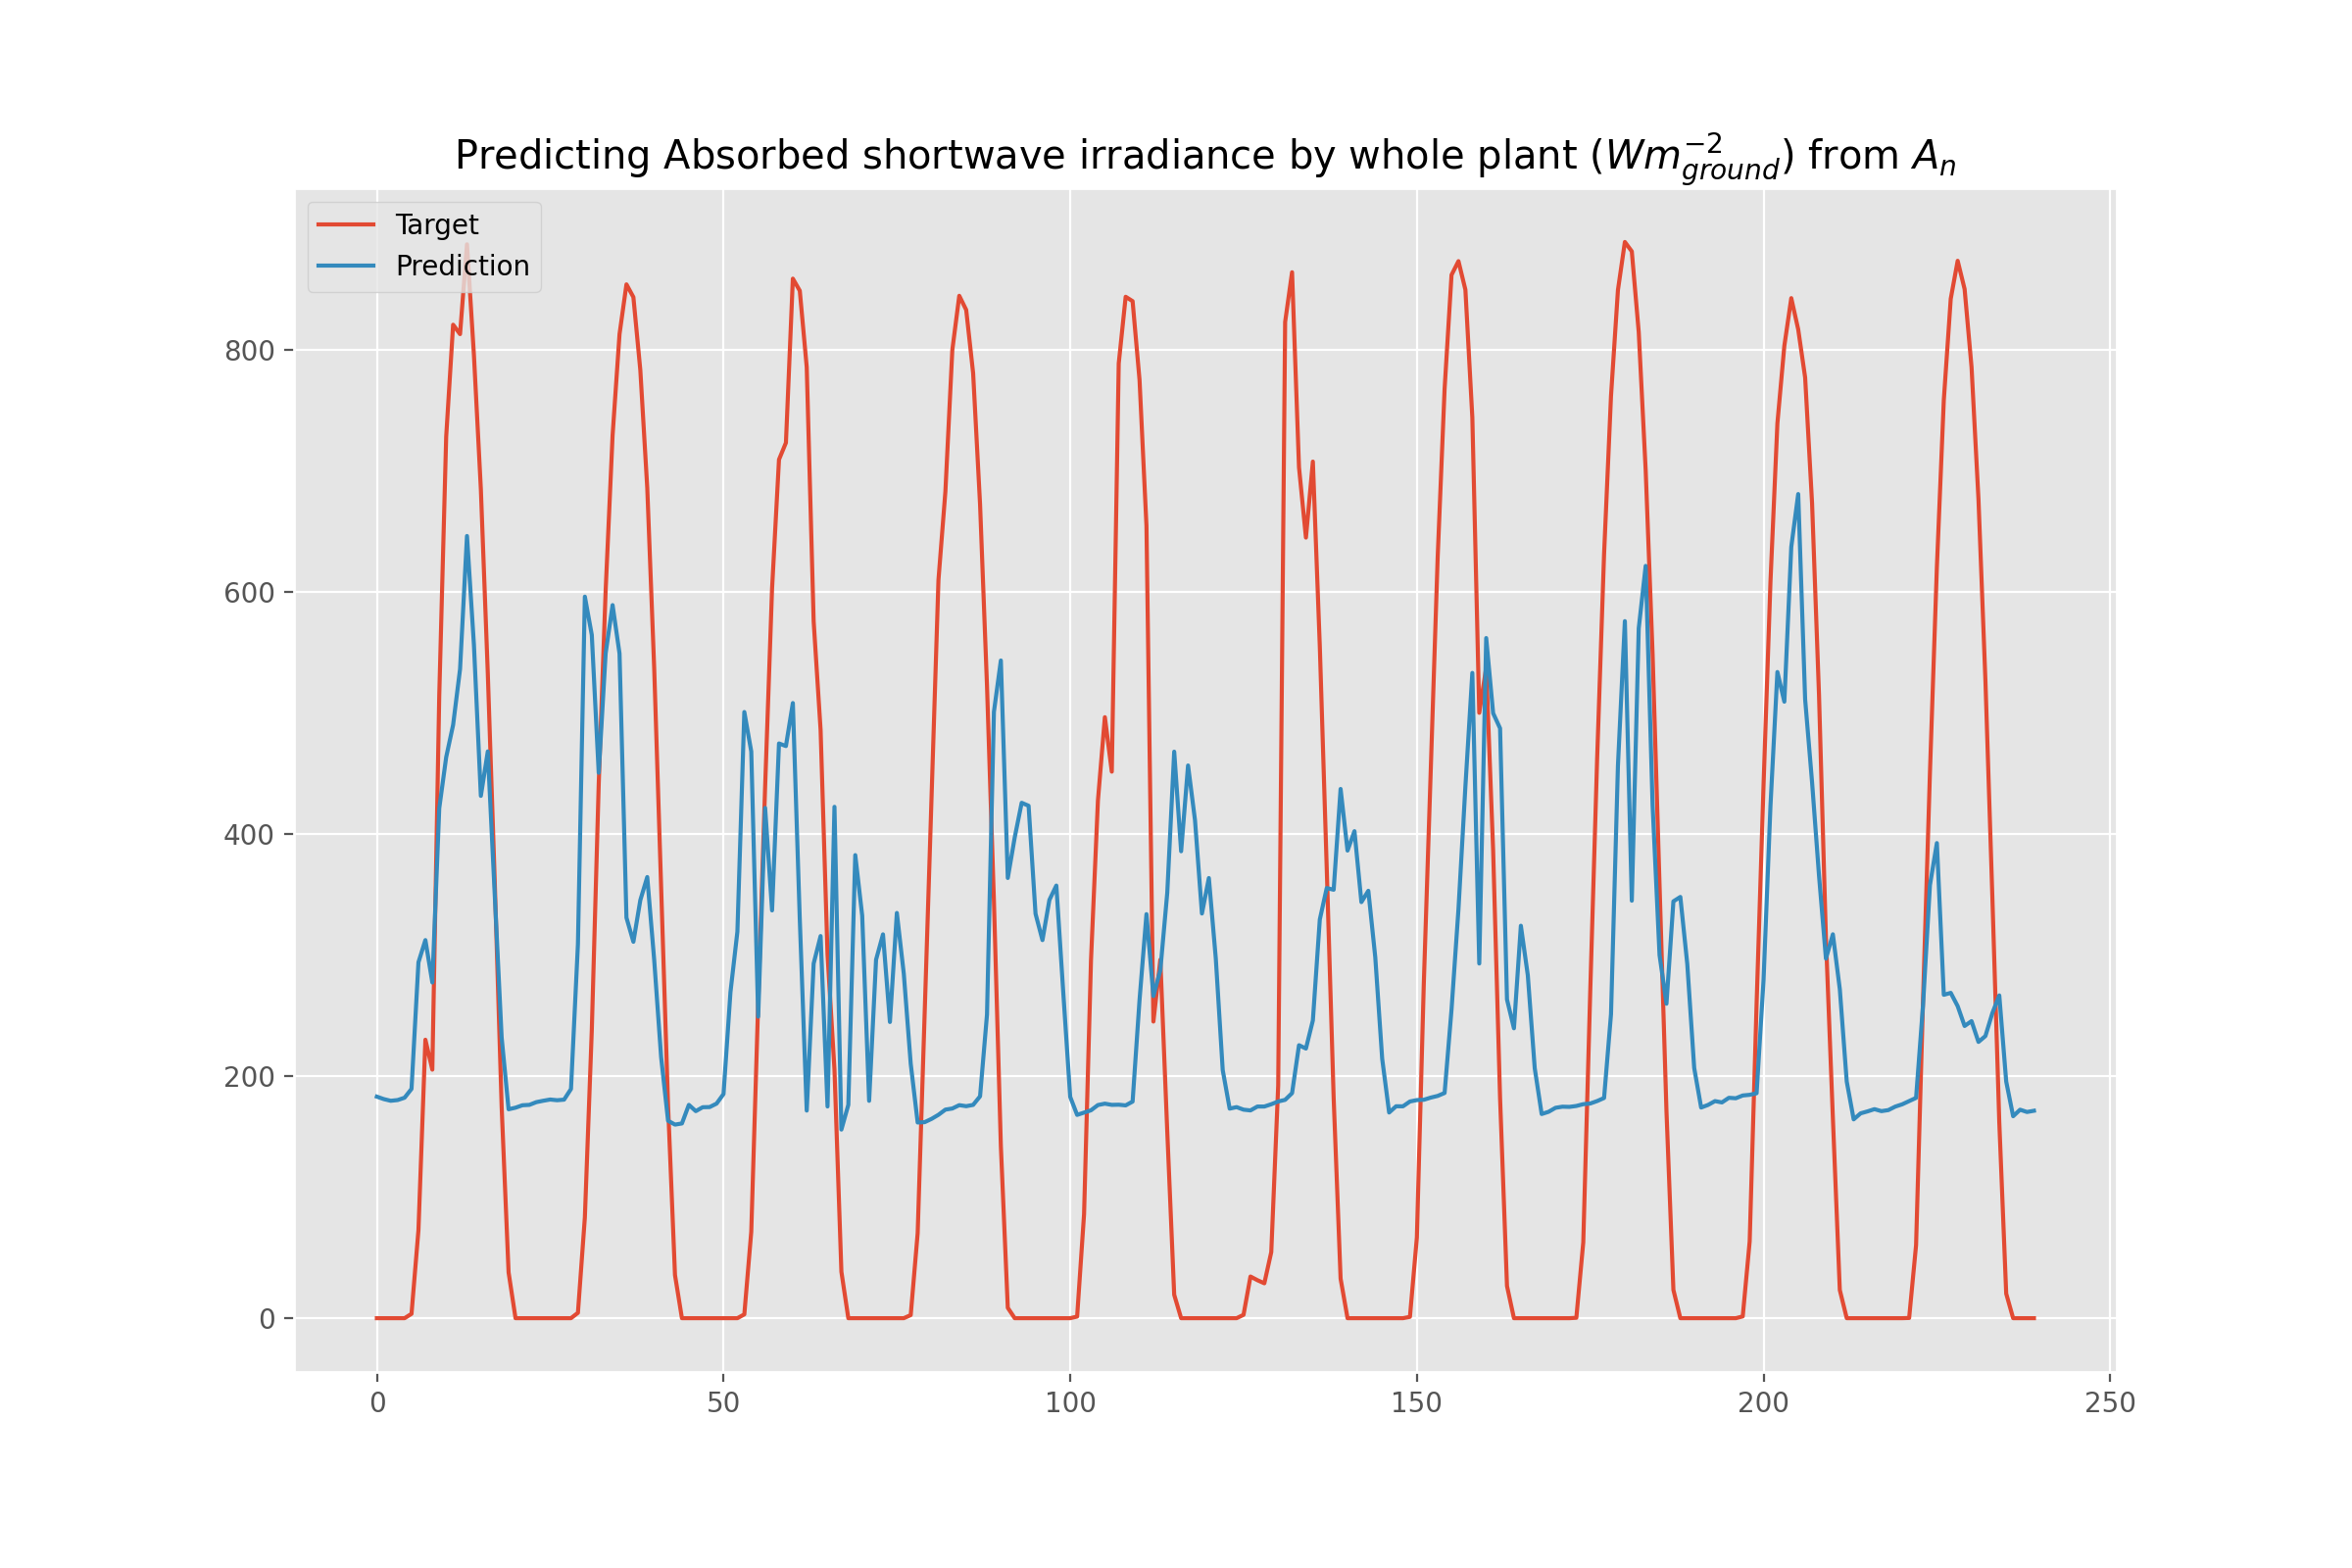 Predicting Absorbed shortwave irradiance by whole plant ($Wm^{-2}_{ground}$) from $A_n$
Target
Prediction
800
600
400
200
0
0 50 100 150 200 250